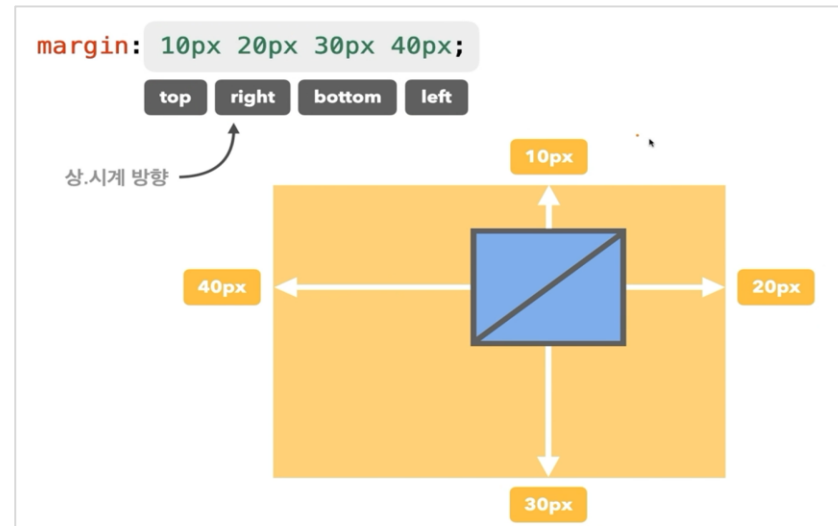 margin: 10px 20px 30px 40px;
top right bottom left
상.시계 방향
10px
40px
20px
30px